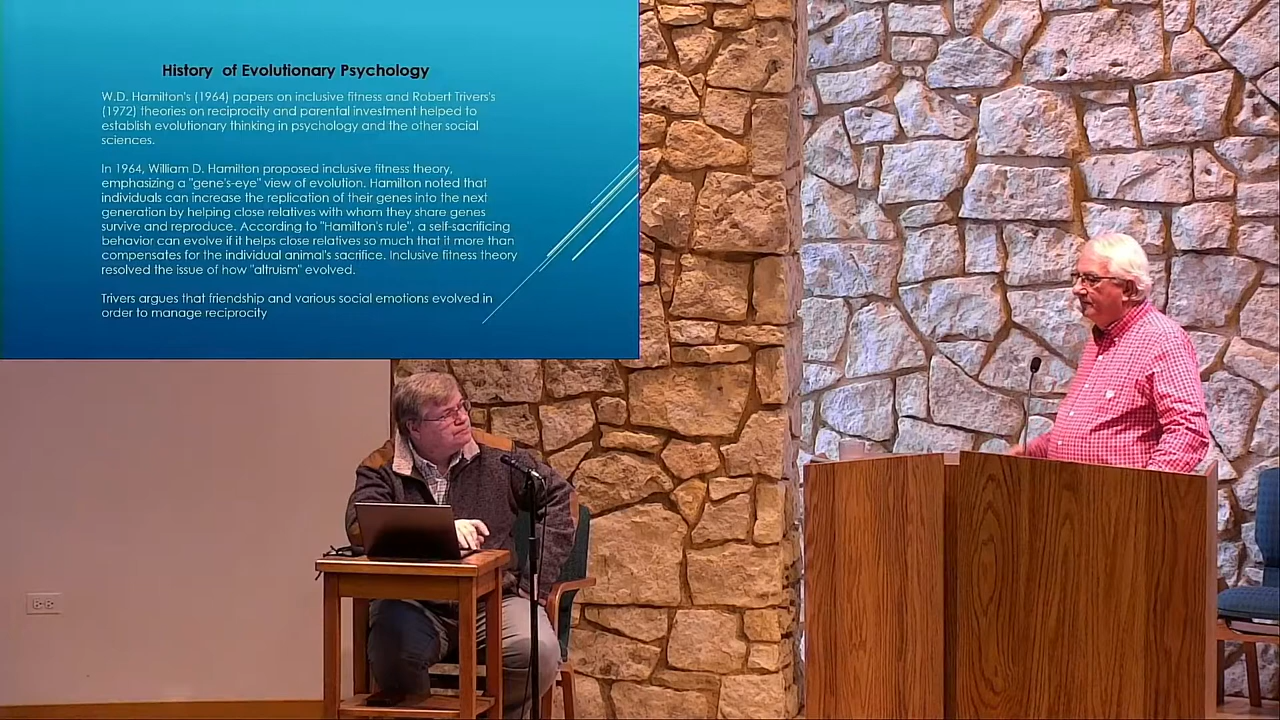 History of Evolutionary Psychology
W.D. Hamilton's (1964) papers on inclusive fitness and Robert Trivers's
(1972) theories on reciprocity and parental investment helped to
establish evolutionary thinking in psychology and the other social
sciences.
In 1964, William D. Hamilton proposed inclusive fitness theory,
emphasizing a "gene's-eye" view of evolution. Hamilton noted that
individuals can increase the replication of their genes into the next
generation by helping close relatives with whom they share genes
survive and reproduce. According to "Hamilton's rule", a self-sacrificing
behavior can evolve if it helps close relatives so much that it more than
compensates for the individual animal's sacrifice. Inclusive fitness theory
resolved the issue of how "altruism" evolved.
Trivers argues that friendship and various social emotions evolved in
order to manage reciprocity